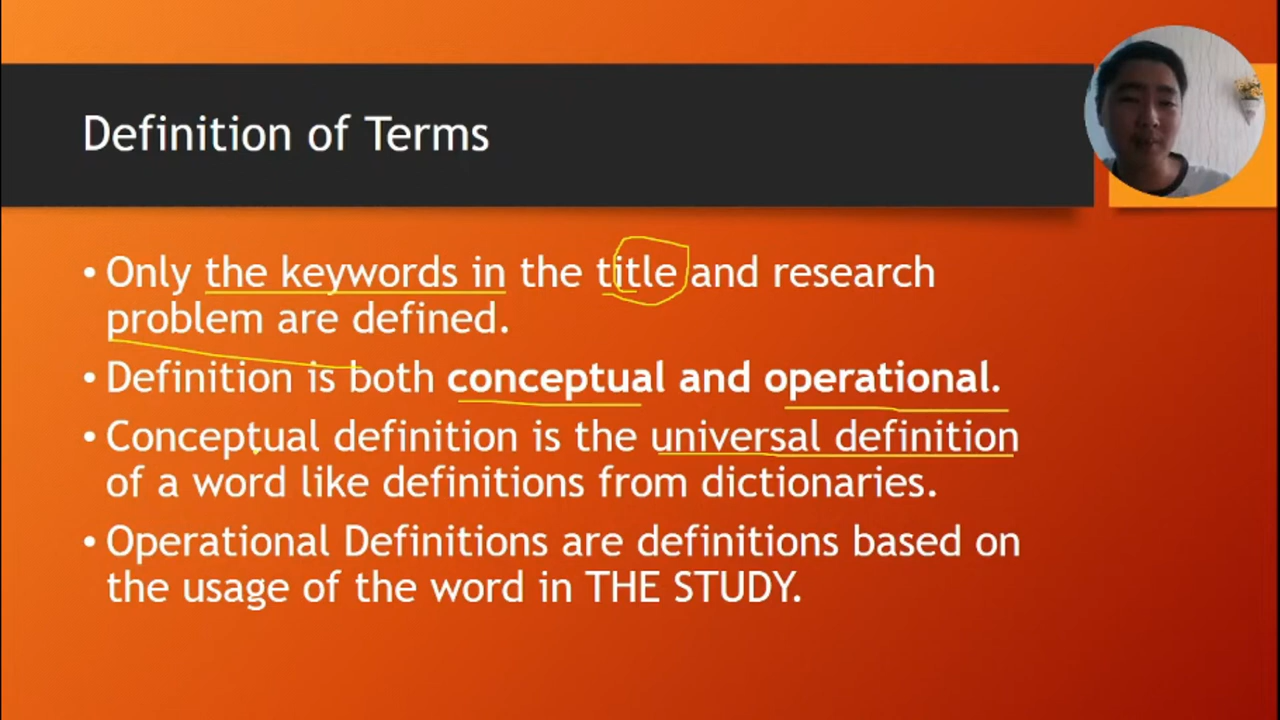 Definition of Terms
• Only the keywords in the title and research
problem are defined.
• Definition is both conceptual and operational.
• Conceptual definition is the universal definition
of a word like definitions from dictionaries.
• Operational Definitions are definitions based on
the usage of the word in THE STUDY.